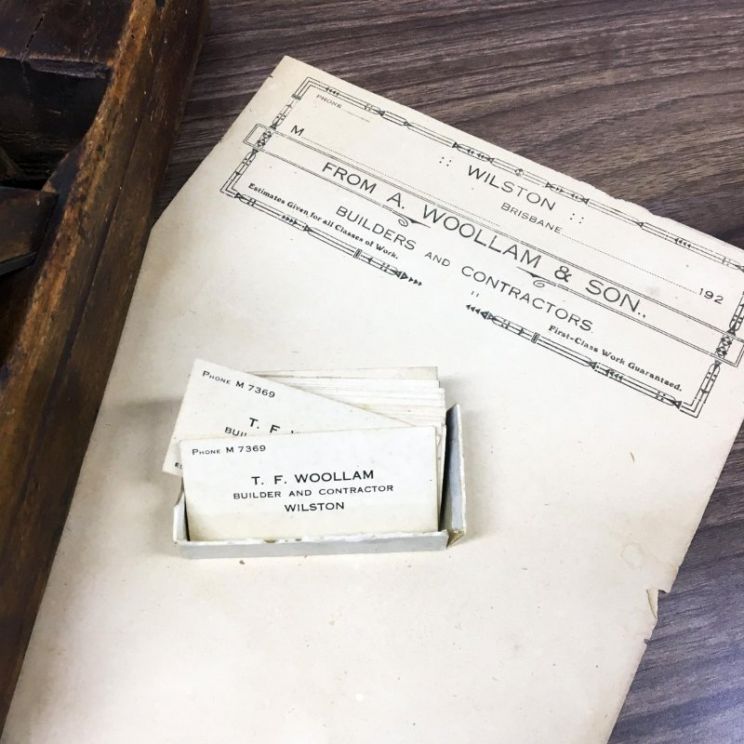 PHONE
WILSTON
M
BRISBANE 192
FROM A. WOOLLAM & SON.,
BUILDERS AND CONTRACTORS
Estimates Given for all Classes of Work.
First-Class Work Guaranteed.
PHONE M 7369
T. F.
PHONE M 7369
T. F. WOOLLAM
BUILDER AND CONTRACTOR
WILSTON